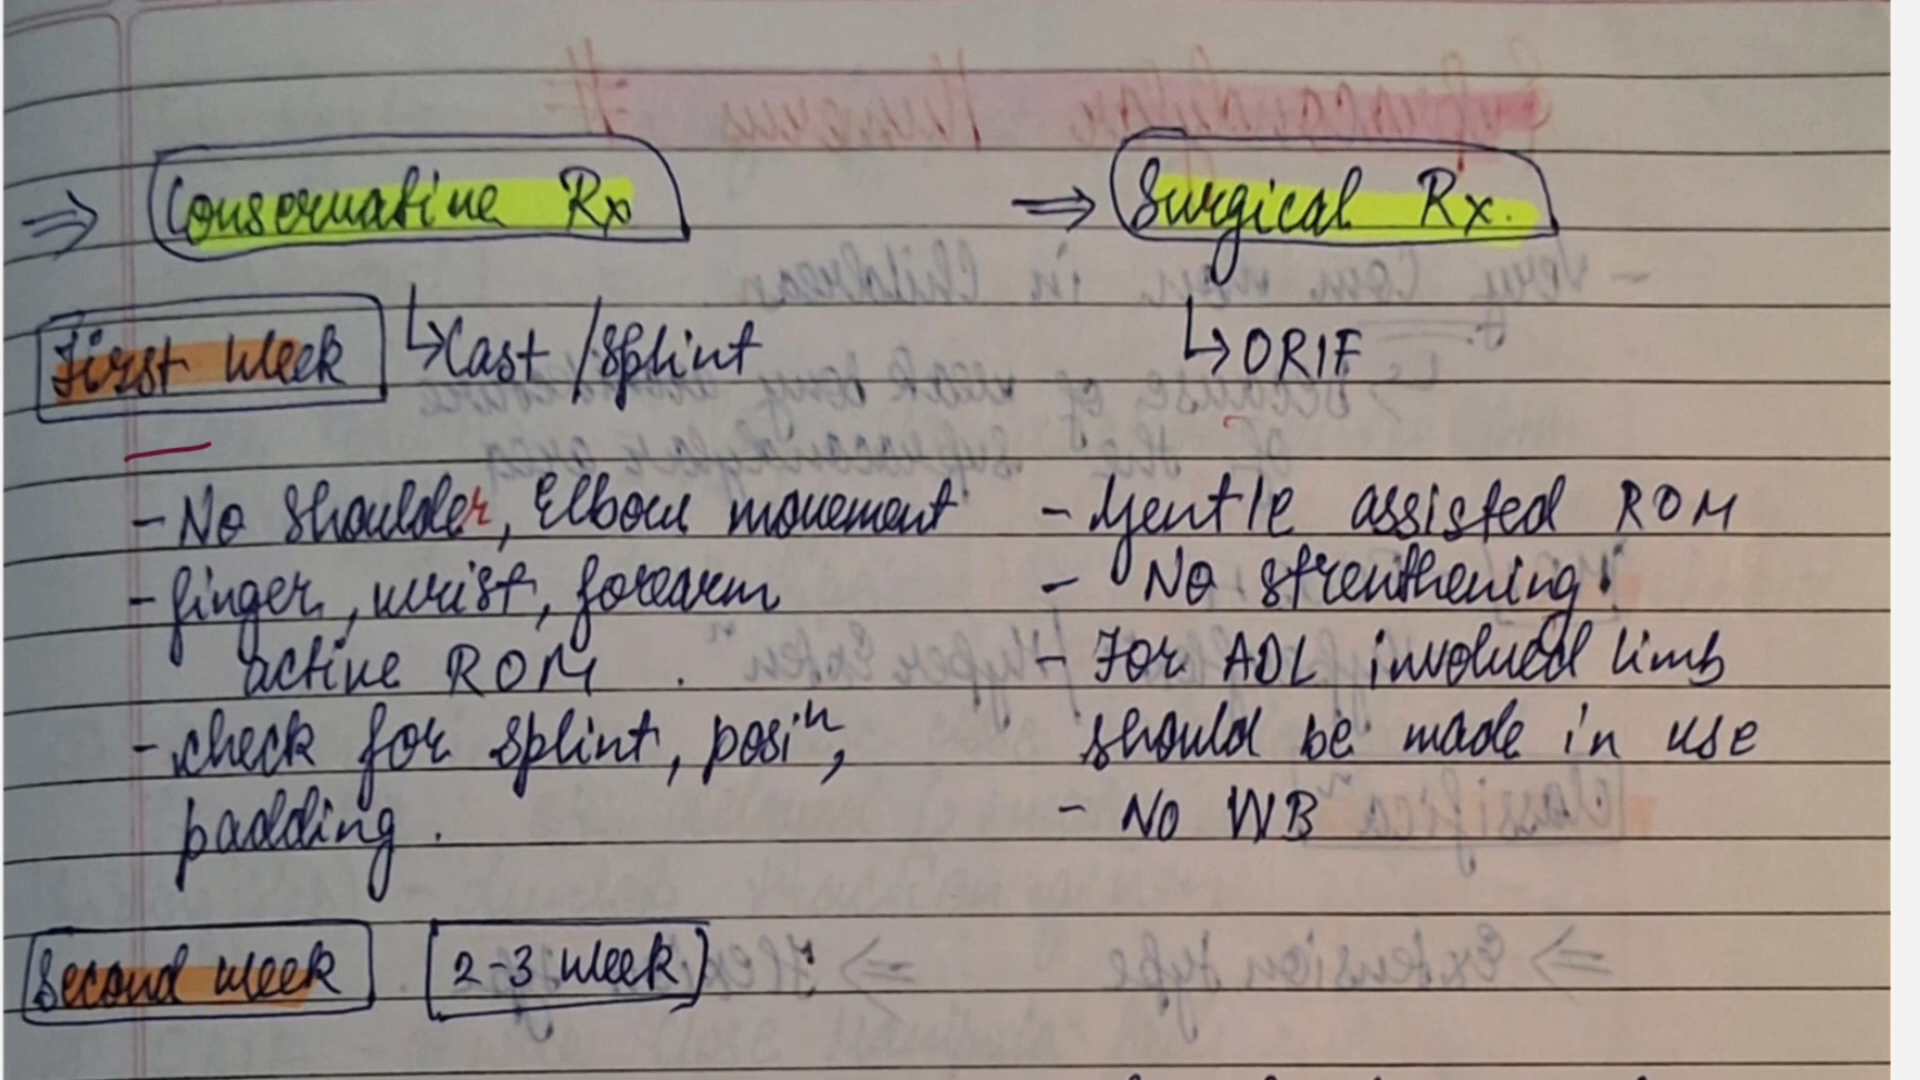 ⇒ Conservative Rx
⇒ Surgical Rx.
First week
↳ Cast / splint
↳ ORIF
- No shoulder, Elbow movement
- finger, wrist, forearm
active ROM.
- check for splint, posiⁿ,
padding.
- Gentle assisted ROM
- No strenthening.
- For ADL involved limb
should be made in use
- No WB
Second week [2-3 week]